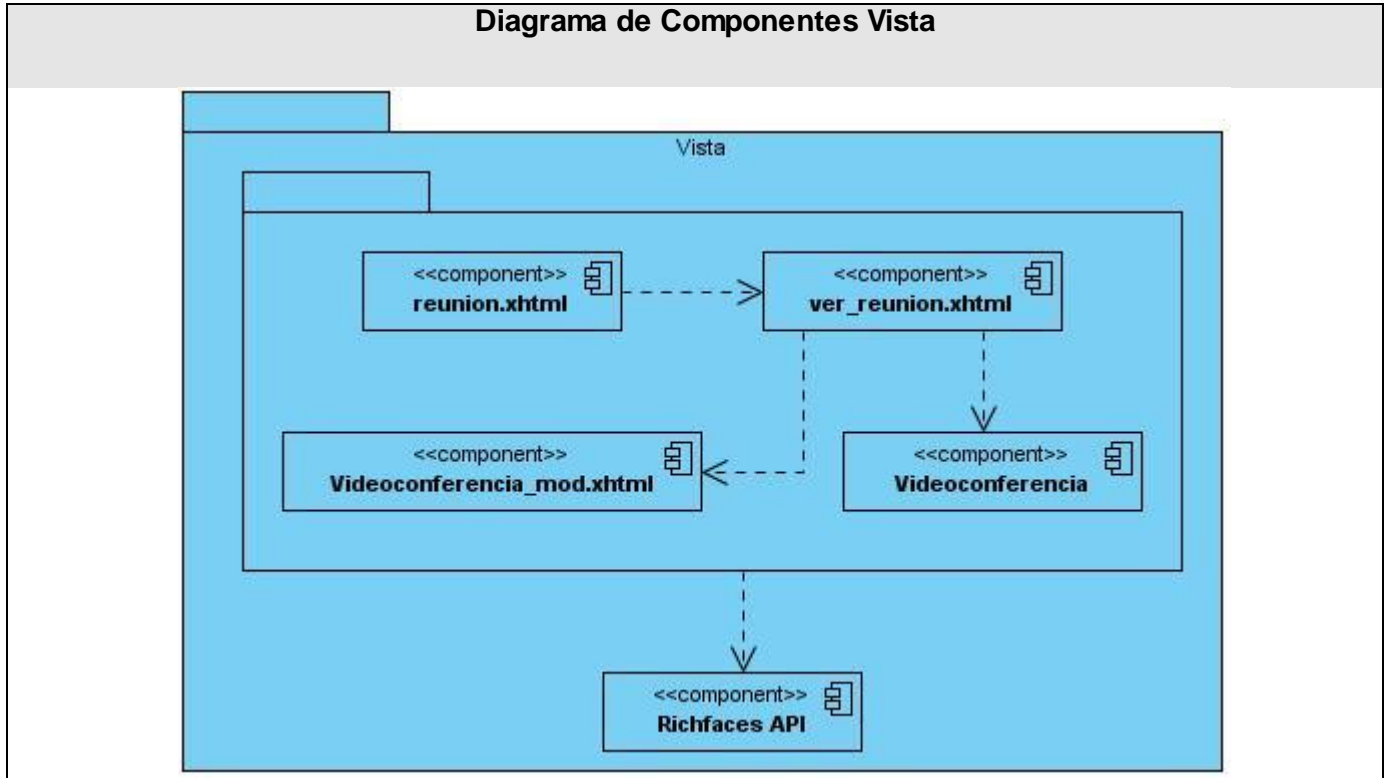 Diagrama de Componentes Vista
Vista
<<component>>
reunion.xhtml
<<component>>
ver_reunion.xhtml
<<component>>
Videoconferencia_mod.xhtml
<<component>>
Videoconferencia
<<component>>
Richfaces API